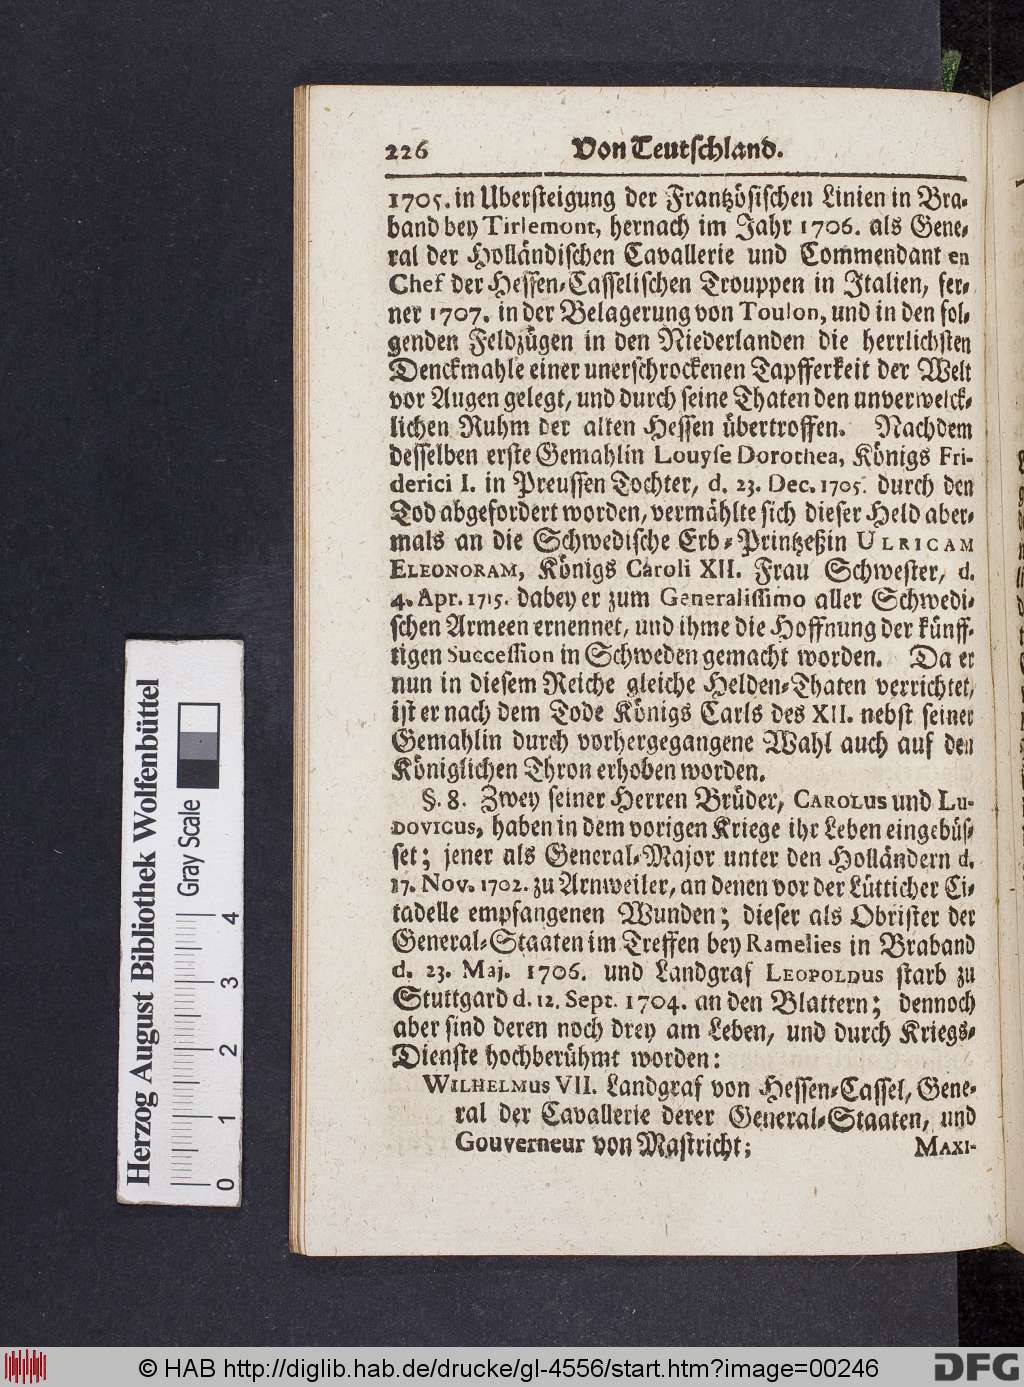 226 Von Teutschland.
1705. in Ubersteigung der Frantzösischen Linien in Bra-
band bey Tirlemont, hernach im Jahr 1706. als Gene-
ral der Holländischen Cavallerie und Commendant en
Chef der Hessen-Casselischen Trouppen in Italien, fer-
ner 1707. in der Belagerung von Toulon, und in den fol-
genden Feldzügen in den Niederlanden die herrlichsten
Denckmahle einer unerschrockenen Tapfferkeit der Welt
vor Augen gelegt, und durch seine Thaten den unverwelck-
lichen Ruhm der alten Hessen übertroffen. Nachdem
desselben erste Gemahlin Louyse Dorothea, Königs Fri-
derici I. in Preussen Tochter, d. 23. Dec. 1705. durch den
Tod abgefordert worden, vermählte sich dieser Held aber-
mals an die Schwedische Erb-Printzeßin ULRICAM
ELEONORAM, Königs Caroli XII. Frau Schwester, d.
4. Apr. 1715. dabey er zum Generalissimo aller Schwedi-
schen Armeen ernennet, und ihme die Hoffnung der künff-
tigen Succession in Schweden gemacht worden. Da er
nun in diesem Reiche gleiche Helden-Thaten verrichtet,
ist er nach dem Tode Königs Carls des XII. nebst seiner
Gemahlin durch vorhergegangene Wahl auch auf den
Königlichen Thron erhoben worden.
§. 8. Zwey seiner Herren Brüder, CAROLUS und LU-
DOVICUS, haben in dem vorigen Kriege ihr Leben eingebüs-
set; jener als General-Major unter den Holländern d.
17. Nov. 1702. zu Arnweiler, an denen vor der Lütticher Ci-
tadelle empfangenen Wunden; dieser als Obrister der
General-Staaten im Treffen bey Ramelies in Braband
d. 23. Maj. 1706. und Landgraf LEOPOLDUS starb zu
Stuttgard d. 12. Sept. 1704. an den Blattern; dennoch
aber sind deren noch drey am Leben, und durch Kriegs-
Dienste hochberühmt worden:
WILHELMUS VII. Landgraf von Hessen-Cassel, Gene-
ral der Cavallerie derer General-Staaten, und
Gouverneur von Mastricht;
MAXI-
Herzog August Bibliothek Wolfenbüttel
Gray Scale
0 1 2 3 4
© HAB http://diglib.hab.de/drucke/gl-4556/start.htm?image=00246
DFG